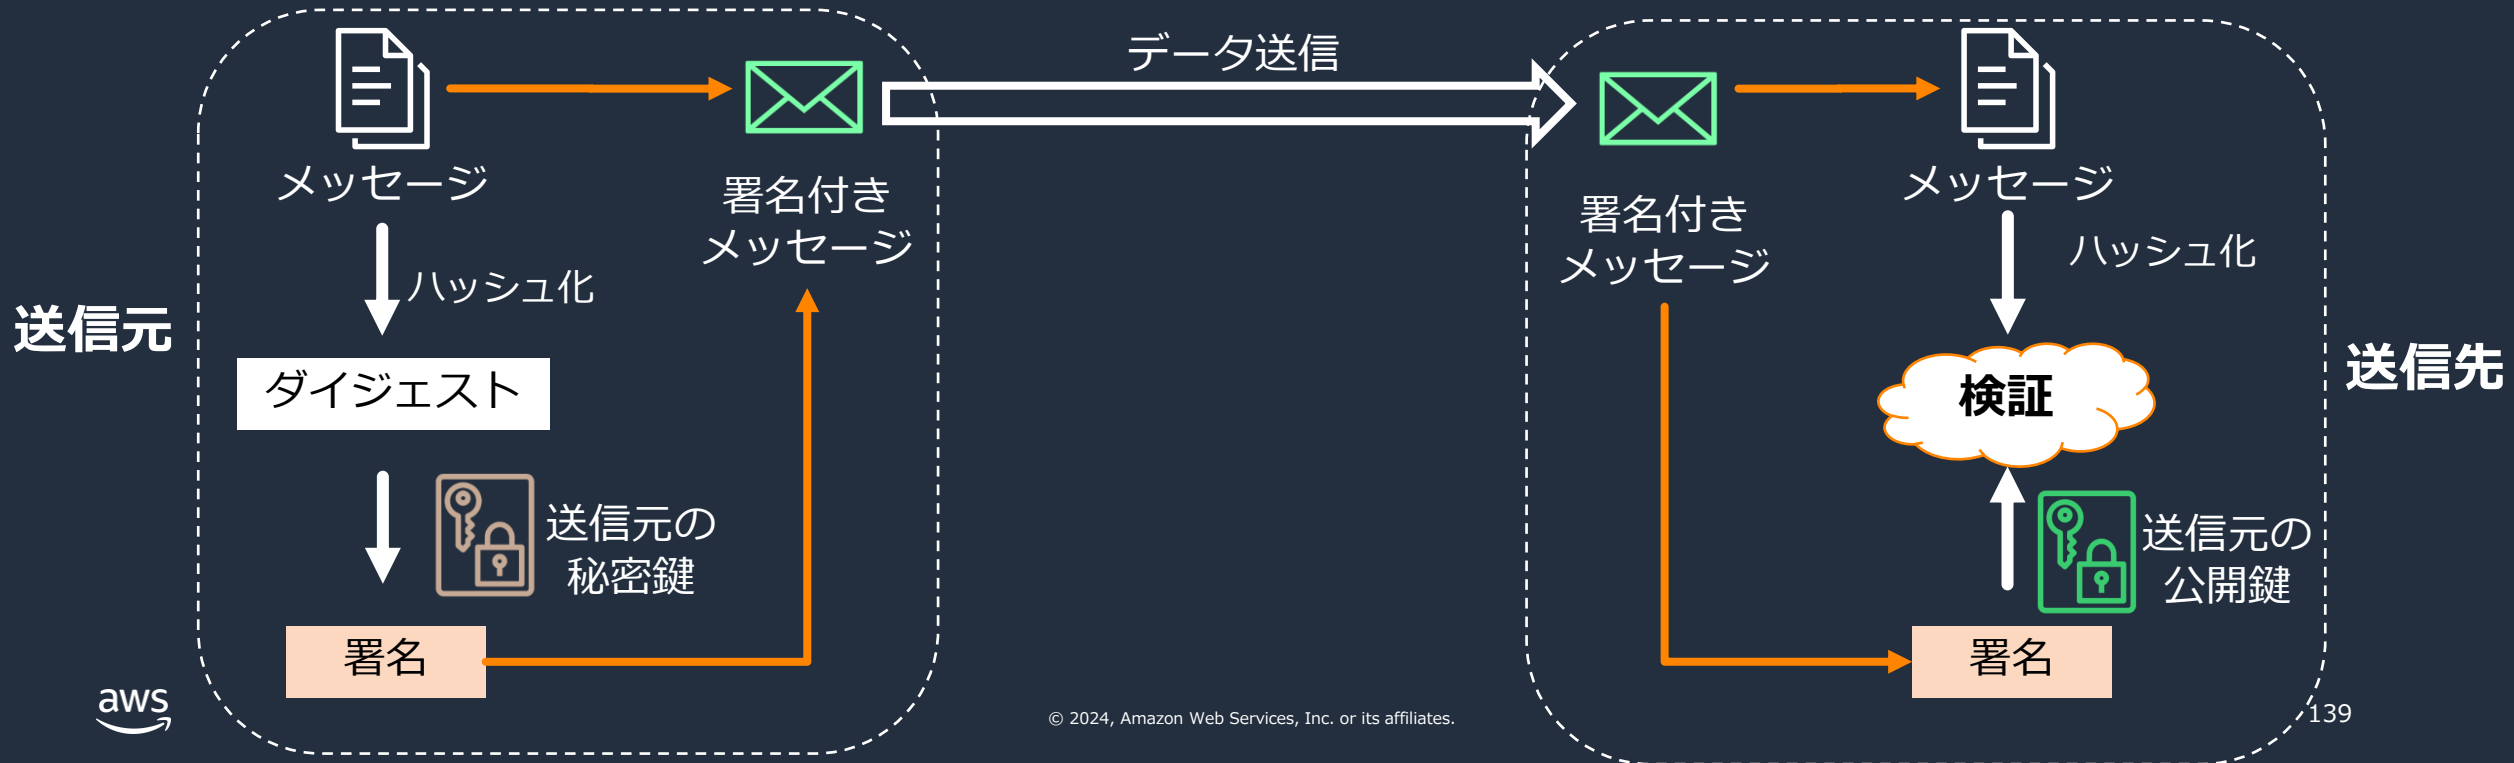 データ送信
メッセージ
署名付き
メッセージ
ハッシュ化
送信元
ダイジェスト
送信元の
秘密鍵
署名
署名付き
メッセージ
メッセージ
ハッシュ化
検証
送信先
送信元の
公開鍵
署名
aws
© 2024, Amazon Web Services, Inc. or its affiliates.
139